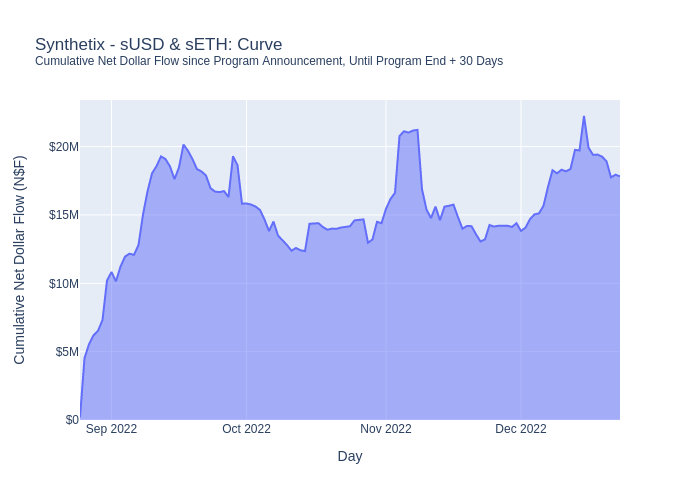 Synthetix - sUSD & sETH: Curve
Cumulative Net Dollar Flow since Program Announcement, Until Program End + 30 Days
Cumulative Net Dollar Flow (N$F)
$20M
$15M
$10M
$5M
$0
Sep 2022
Oct 2022
Nov 2022
Dec 2022
Day